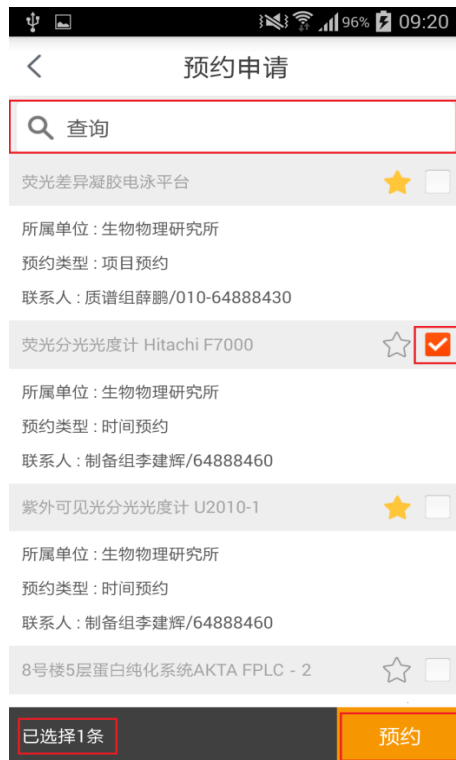 96% 09:20
预约申请
查询
荧光差异凝胶电泳平台
所属单位 : 生物物理研究所
预约类型 : 项目预约
联系人 : 质谱组薛鹏/010-64888430
荧光分光光度计 Hitachi F7000
所属单位 : 生物物理研究所
预约类型 : 时间预约
联系人 : 制备组李建辉/64888460
紫外可见光分光光度计 U2010-1
所属单位 : 生物物理研究所
预约类型 : 时间预约
联系人 : 制备组李建辉/64888460
8号楼5层蛋白纯化系统AKTA FPLC - 2
已选择1条
预约